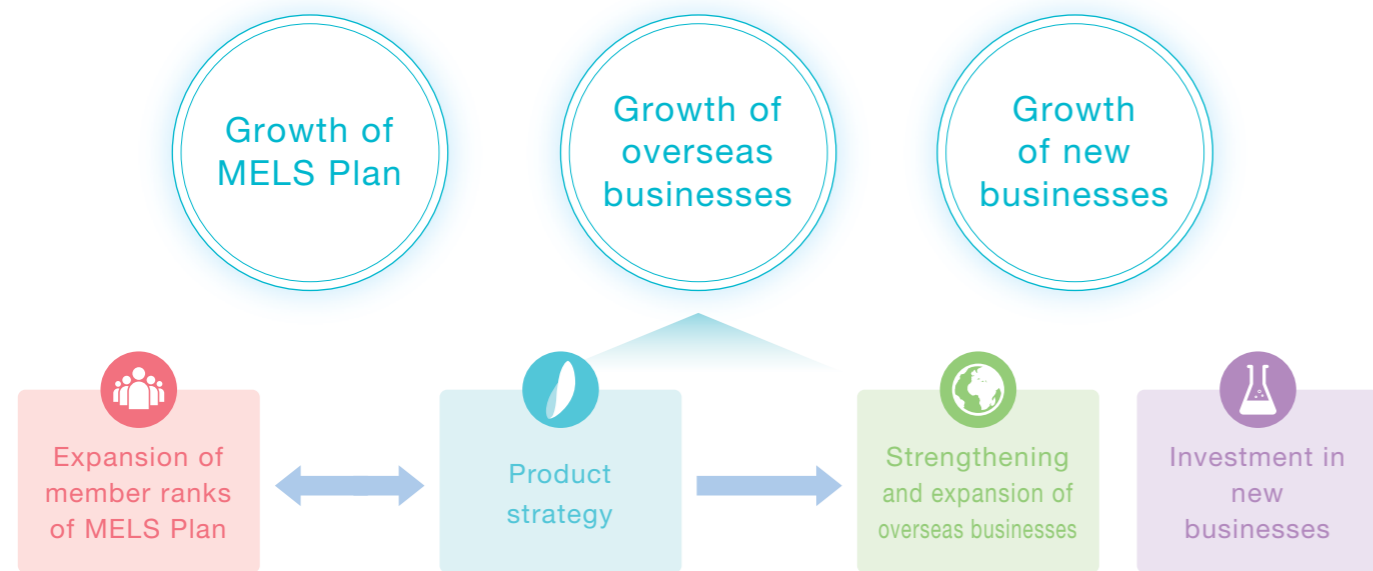 Growth of
MELS Plan
Growth of
overseas
businesses
Growth
of new
businesses
Expansion of
member ranks
of MELS Plan
Product
strategy
Strengthening
and expansion of
overseas businesses
Investment in
new
businesses